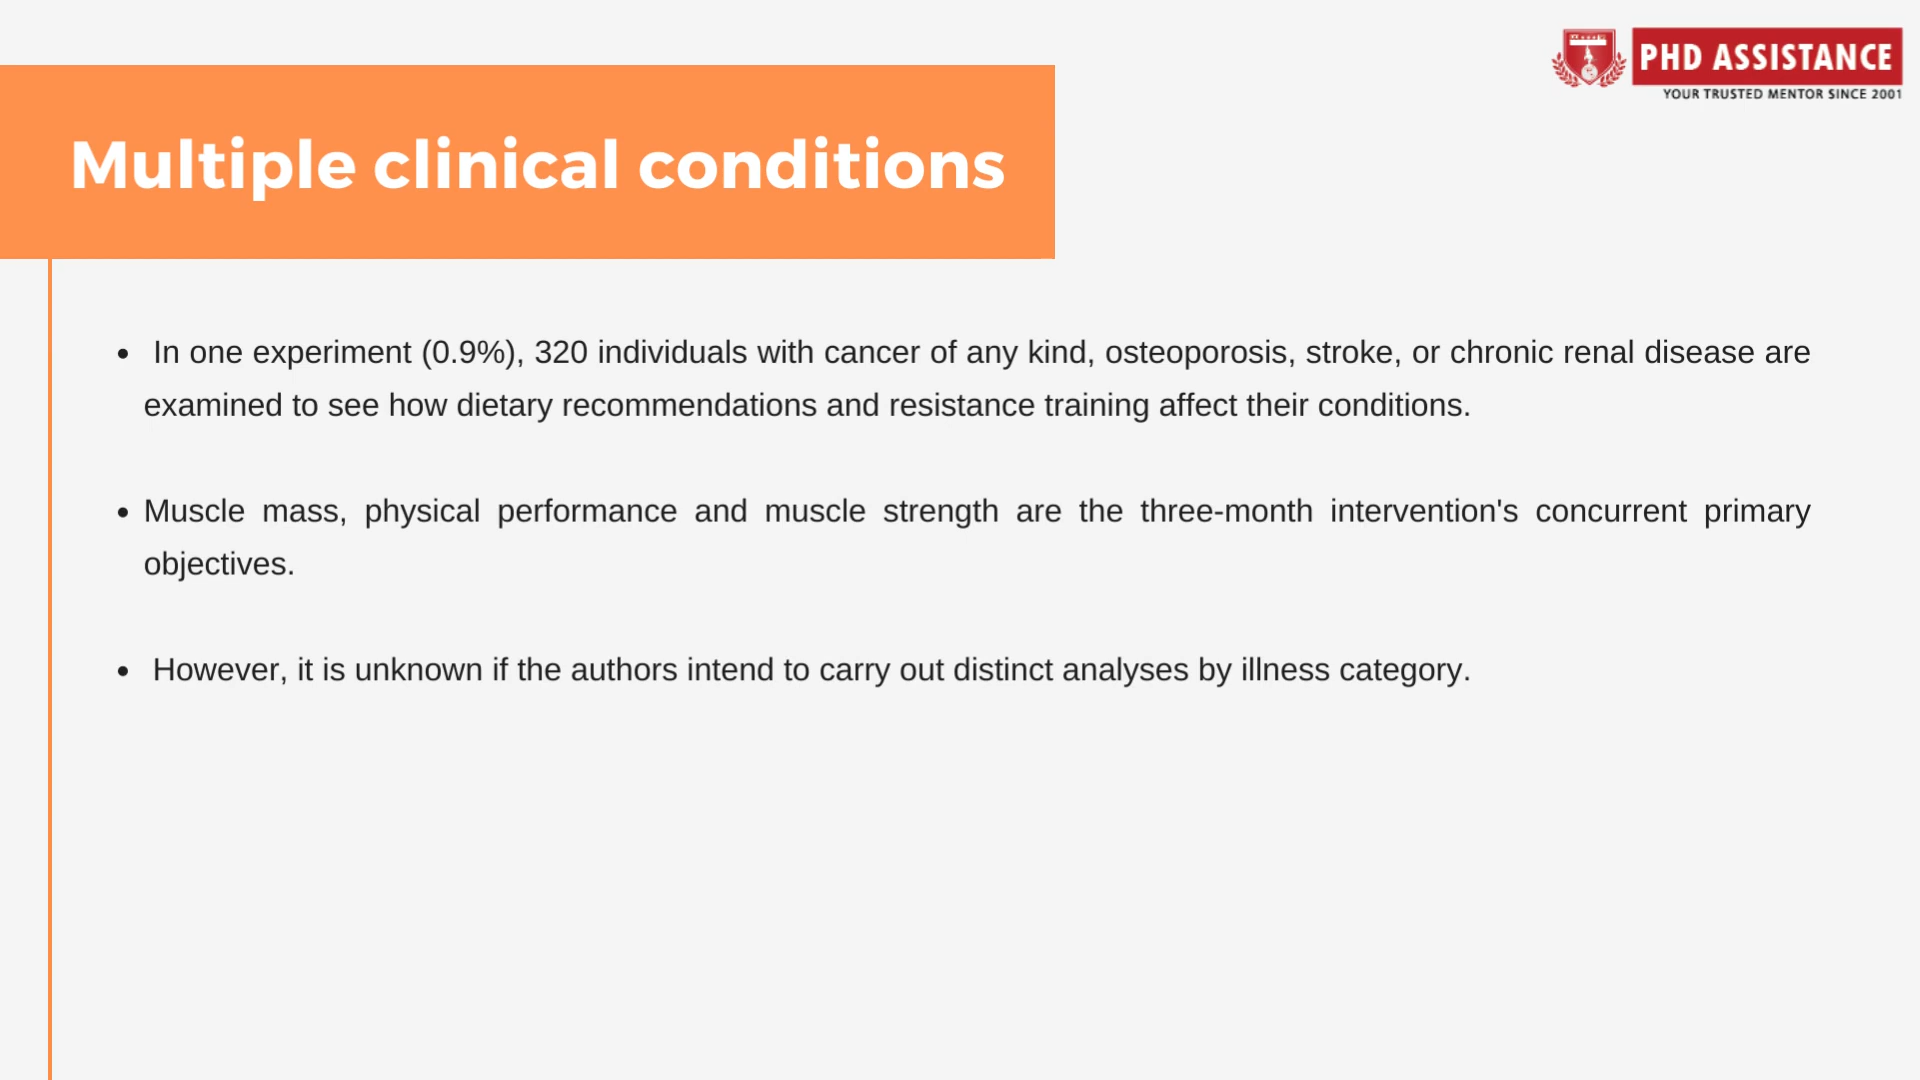 PHD ASSISTANCE
YOUR TRUSTED MENTOR SINCE 2001
Multiple clinical conditions
• In one experiment (0.9%), 320 individuals with cancer of any kind, osteoporosis, stroke, or chronic renal disease are
examined to see how dietary recommendations and resistance training affect their conditions.
• Muscle mass, physical performance and muscle strength are the three-month intervention's concurrent primary
objectives.
• However, it is unknown if the authors intend to carry out distinct analyses by illness category.